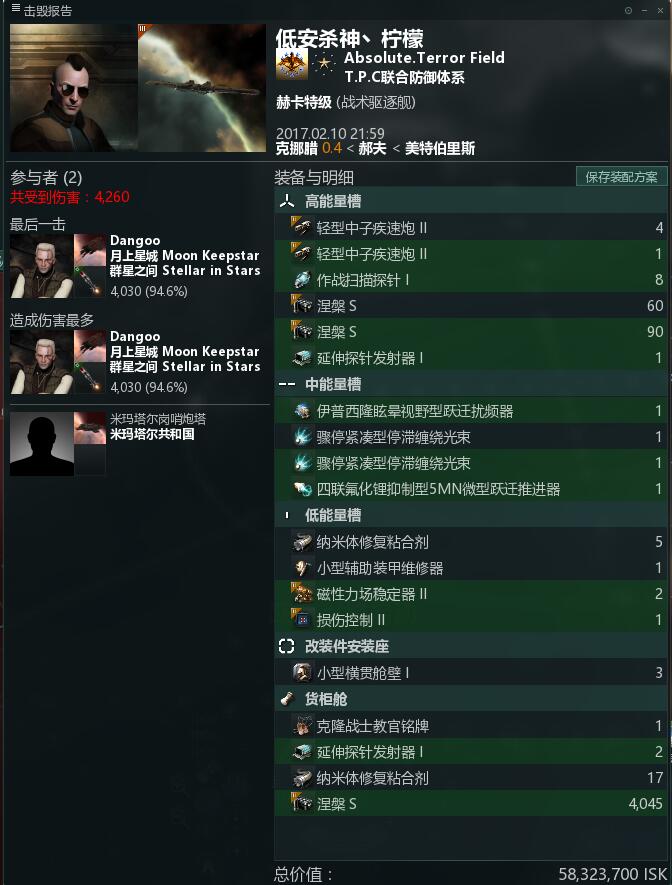 击毁报告
低安杀神、柠檬
Absolute.Terror Field
T.P.C联合防御体系
赫卡特级 (战术驱逐舰)
2017.02.10 21:59
克挪腊 0.4 < 郝夫 < 美特伯里斯
参与者 (2)
共受到伤害：4,260
最后一击
Dangoo
月上星城 Moon Keepstar
群星之间 Stellar in Stars
4,030 (94.6%)
造成伤害最多
Dangoo
月上星城 Moon Keepstar
群星之间 Stellar in Stars
4,030 (94.6%)
米玛塔尔岗哨炮塔
米玛塔尔共和国
装备与明细
保存装配方案
高能量槽
轻型中子疾速炮 II 4
轻型中子疾速炮 II 1
作战扫描探针 I 8
涅槃 S 60
涅槃 S 90
延伸探针发射器 I 1
中能量槽
伊普西隆眩晕视野型跃迁扰频器 1
骤停紧凑型停滞缠绕光束 1
骤停紧凑型停滞缠绕光束 1
四联氟化锂抑制型5MN微型跃迁推进器 1
低能量槽
纳米体修复粘合剂 5
小型辅助装甲维修器 1
磁性力场稳定器 II 2
损伤控制 II 1
改装件安装座
小型横贯舱壁 I 3
货柜舱
克隆战士教官铭牌 1
延伸探针发射器 I 2
纳米体修复粘合剂 17
涅槃 S 4,045
总价值： 58,323,700 ISK